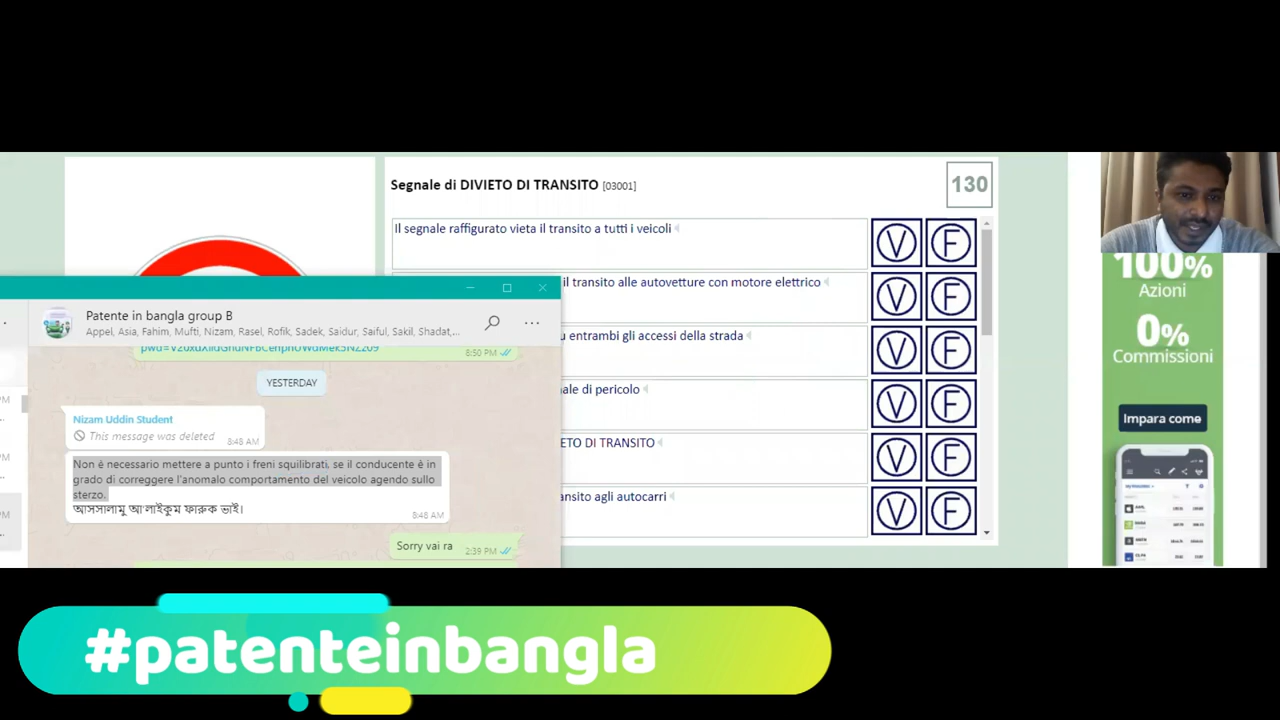 Segnale di DIVIETO DI TRANSITO [03001]
130
Il segnale raffigurato vieta il transito a tutti i veicoli
V F
il transito alle autovetture con motore elettrico
V F
entrambi gli accessi della strada
V F
di pericolo
V F
DI TRANSITO
V F
agli autocarri
V F
Patente in bangla group B
Appel, Asia, Fahim, Mufti, Nizam, Rasel, Rofik, Sadek, Saidur, Saiful, Sakil, Shadat,...
8:50 PM
YESTERDAY
Nizam Uddin Student
This message was deleted
8:48 AM
Non è necessario mettere a punto i freni squilibrati, se il conducente è in
grado di correggere l'anomalo comportamento del veicolo agendo sullo
sterzo.
আসসালামু আ'লাইকুম ফারুক ভাই।
8:48 AM
Sorry vai ra
2:39 PM
100%
Azioni
0%
Commissioni
Impara come
#patenteinbangla